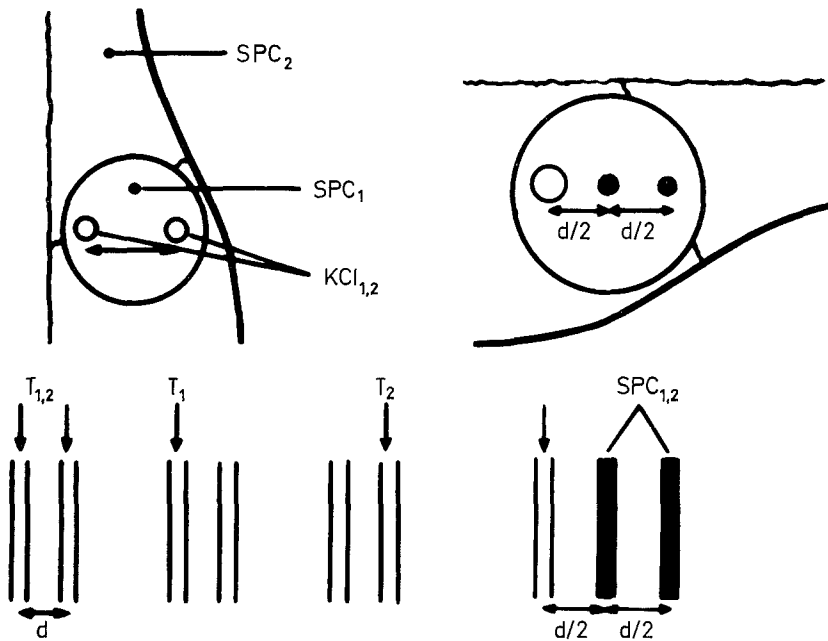 SPC₂
SPC₁
KCl₁,₂
d/2 d/2
T₁,₂ T₁ T₂ SPC₁,₂
d
d/2 d/2